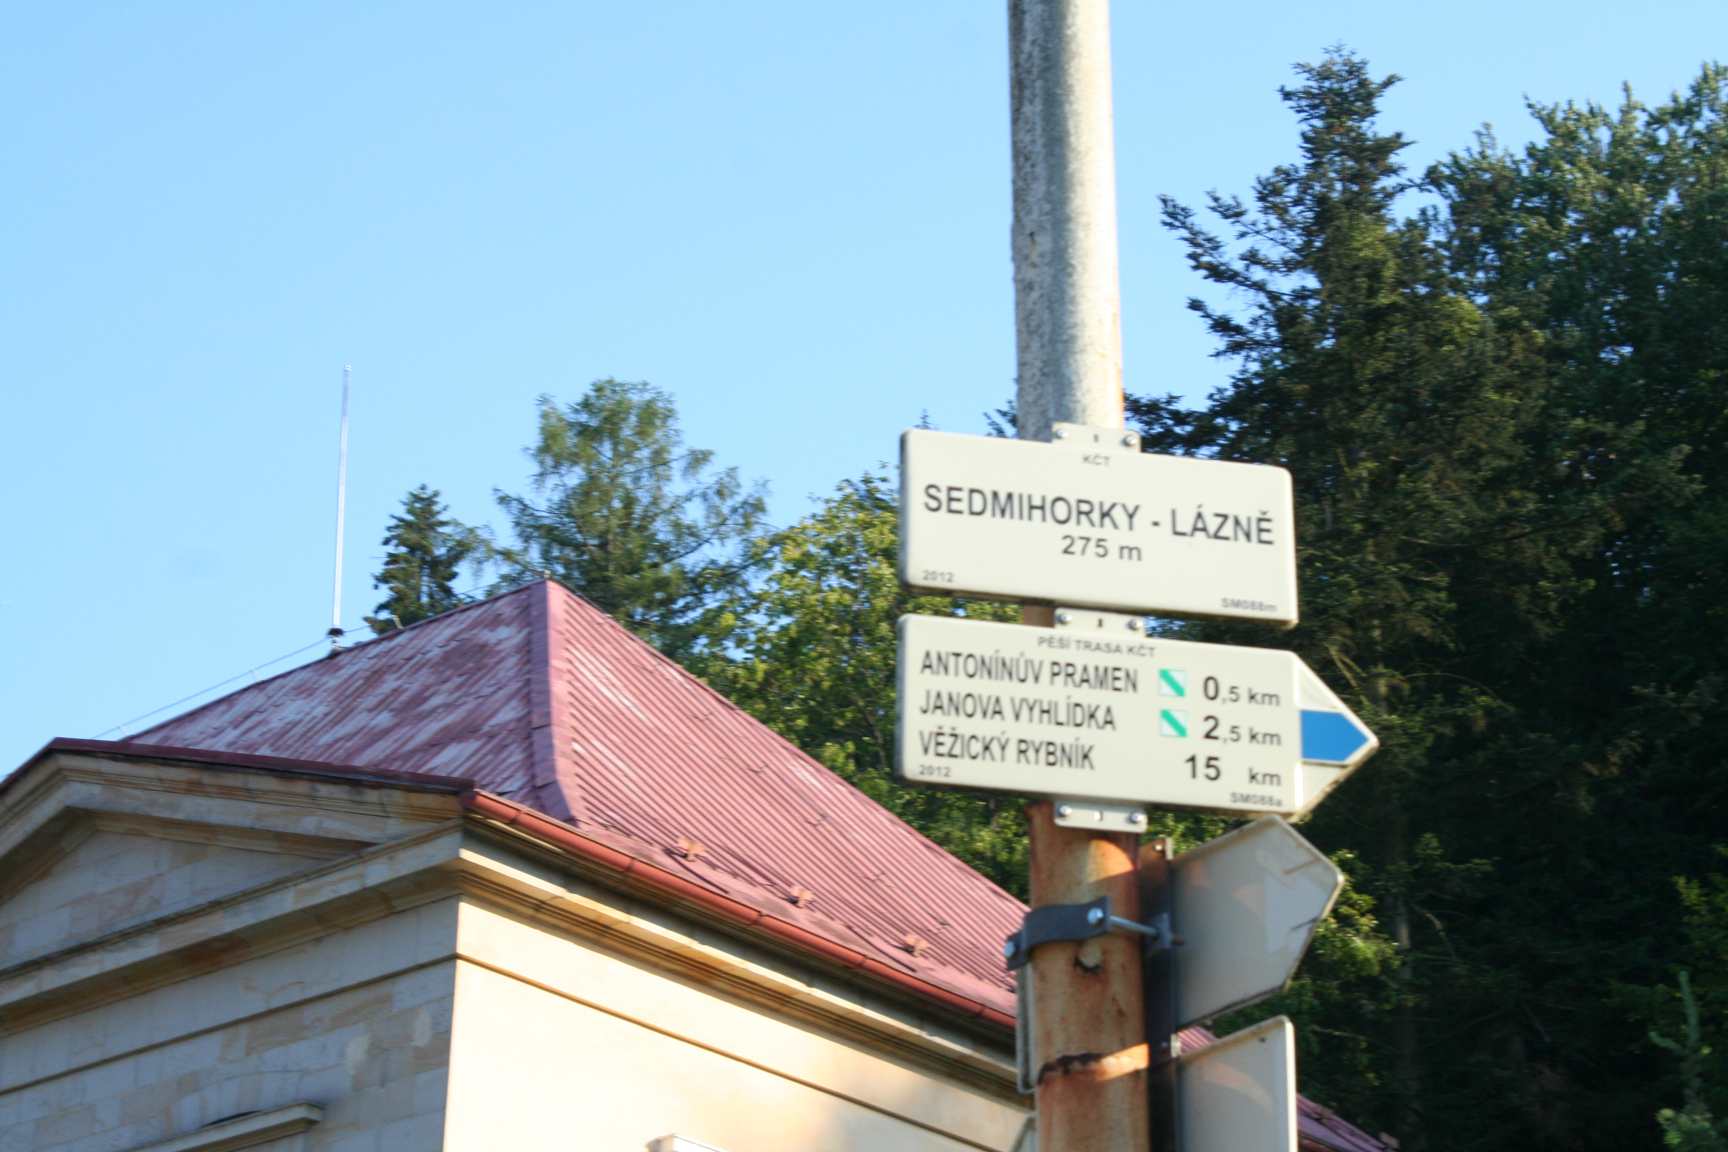 KČT
SEDMIHORKY - LÁZNĚ
275 m
2012 SM088m
PĚŠÍ TRASA KČT
ANTONÍNŮV PRAMEN 0,5 km
JANOVA VYHLÍDKA 2,5 km
VĚŽICKÝ RYBNÍK 15 km
2012 SM088a